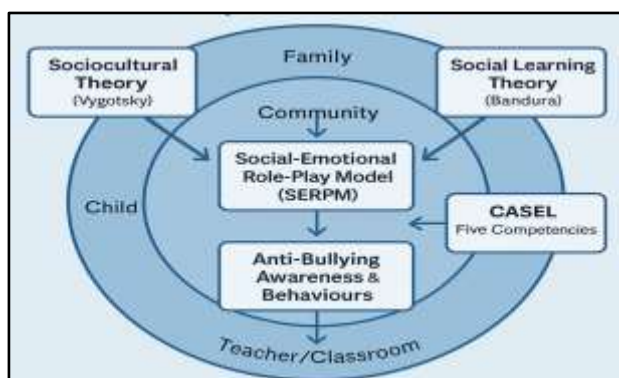 Family
Sociocultural
Theory
(Vygotsky)
Social Learning
Theory
(Bandura)
Community
Social-Emotional
Role-Play Model
(SERPM)
Child
CASEL
Five Competencies
Anti-Bullying
Awareness &
Behaviours
Teacher/Classroom